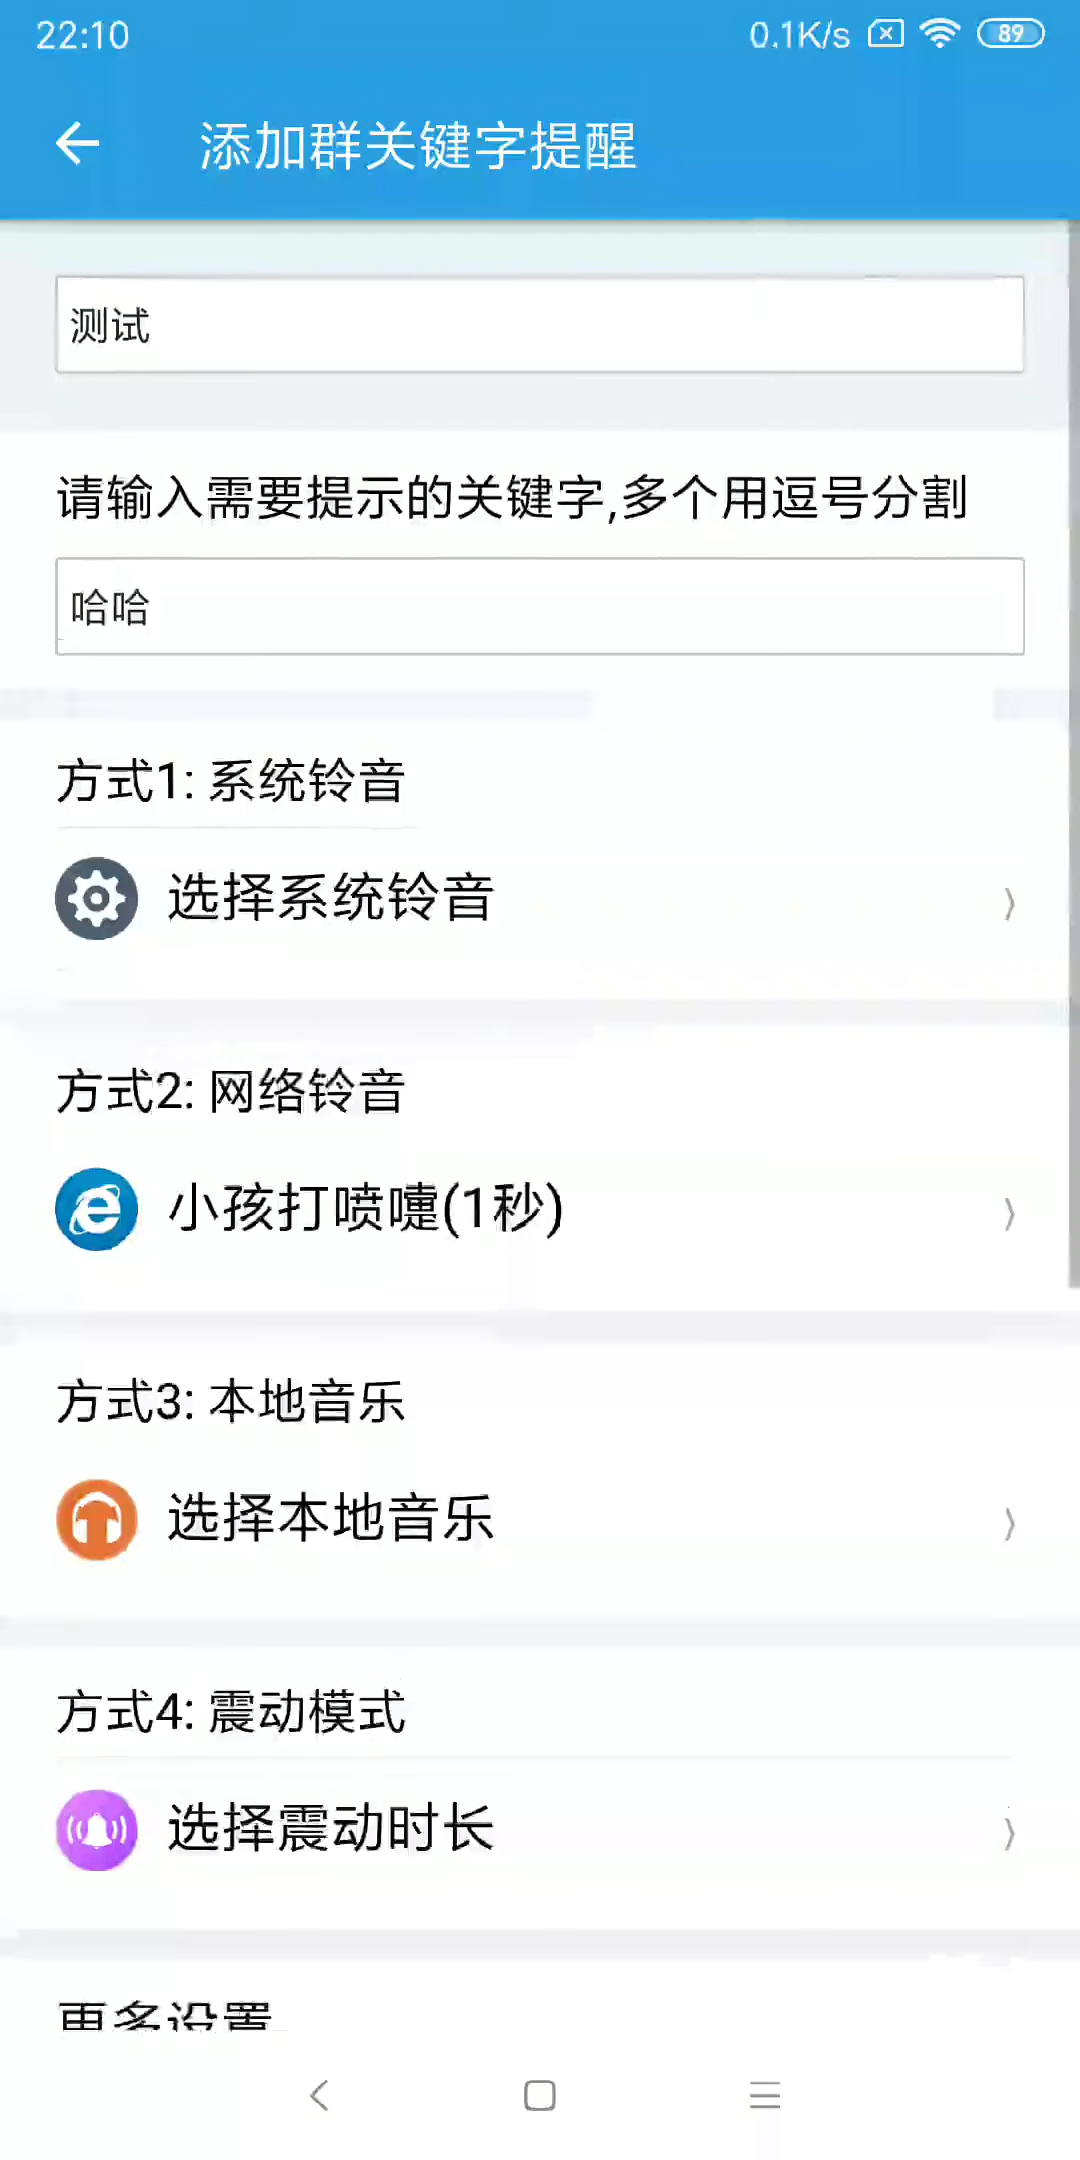 22:10 0.1K/s 89
添加群关键字提醒
测试
请输入需要提示的关键字,多个用逗号分割
哈哈
方式1: 系统铃音
选择系统铃音
方式2: 网络铃音
小孩打喷嚏(1秒)
方式3: 本地音乐
选择本地音乐
方式4: 震动模式
选择震动时长
更多设置